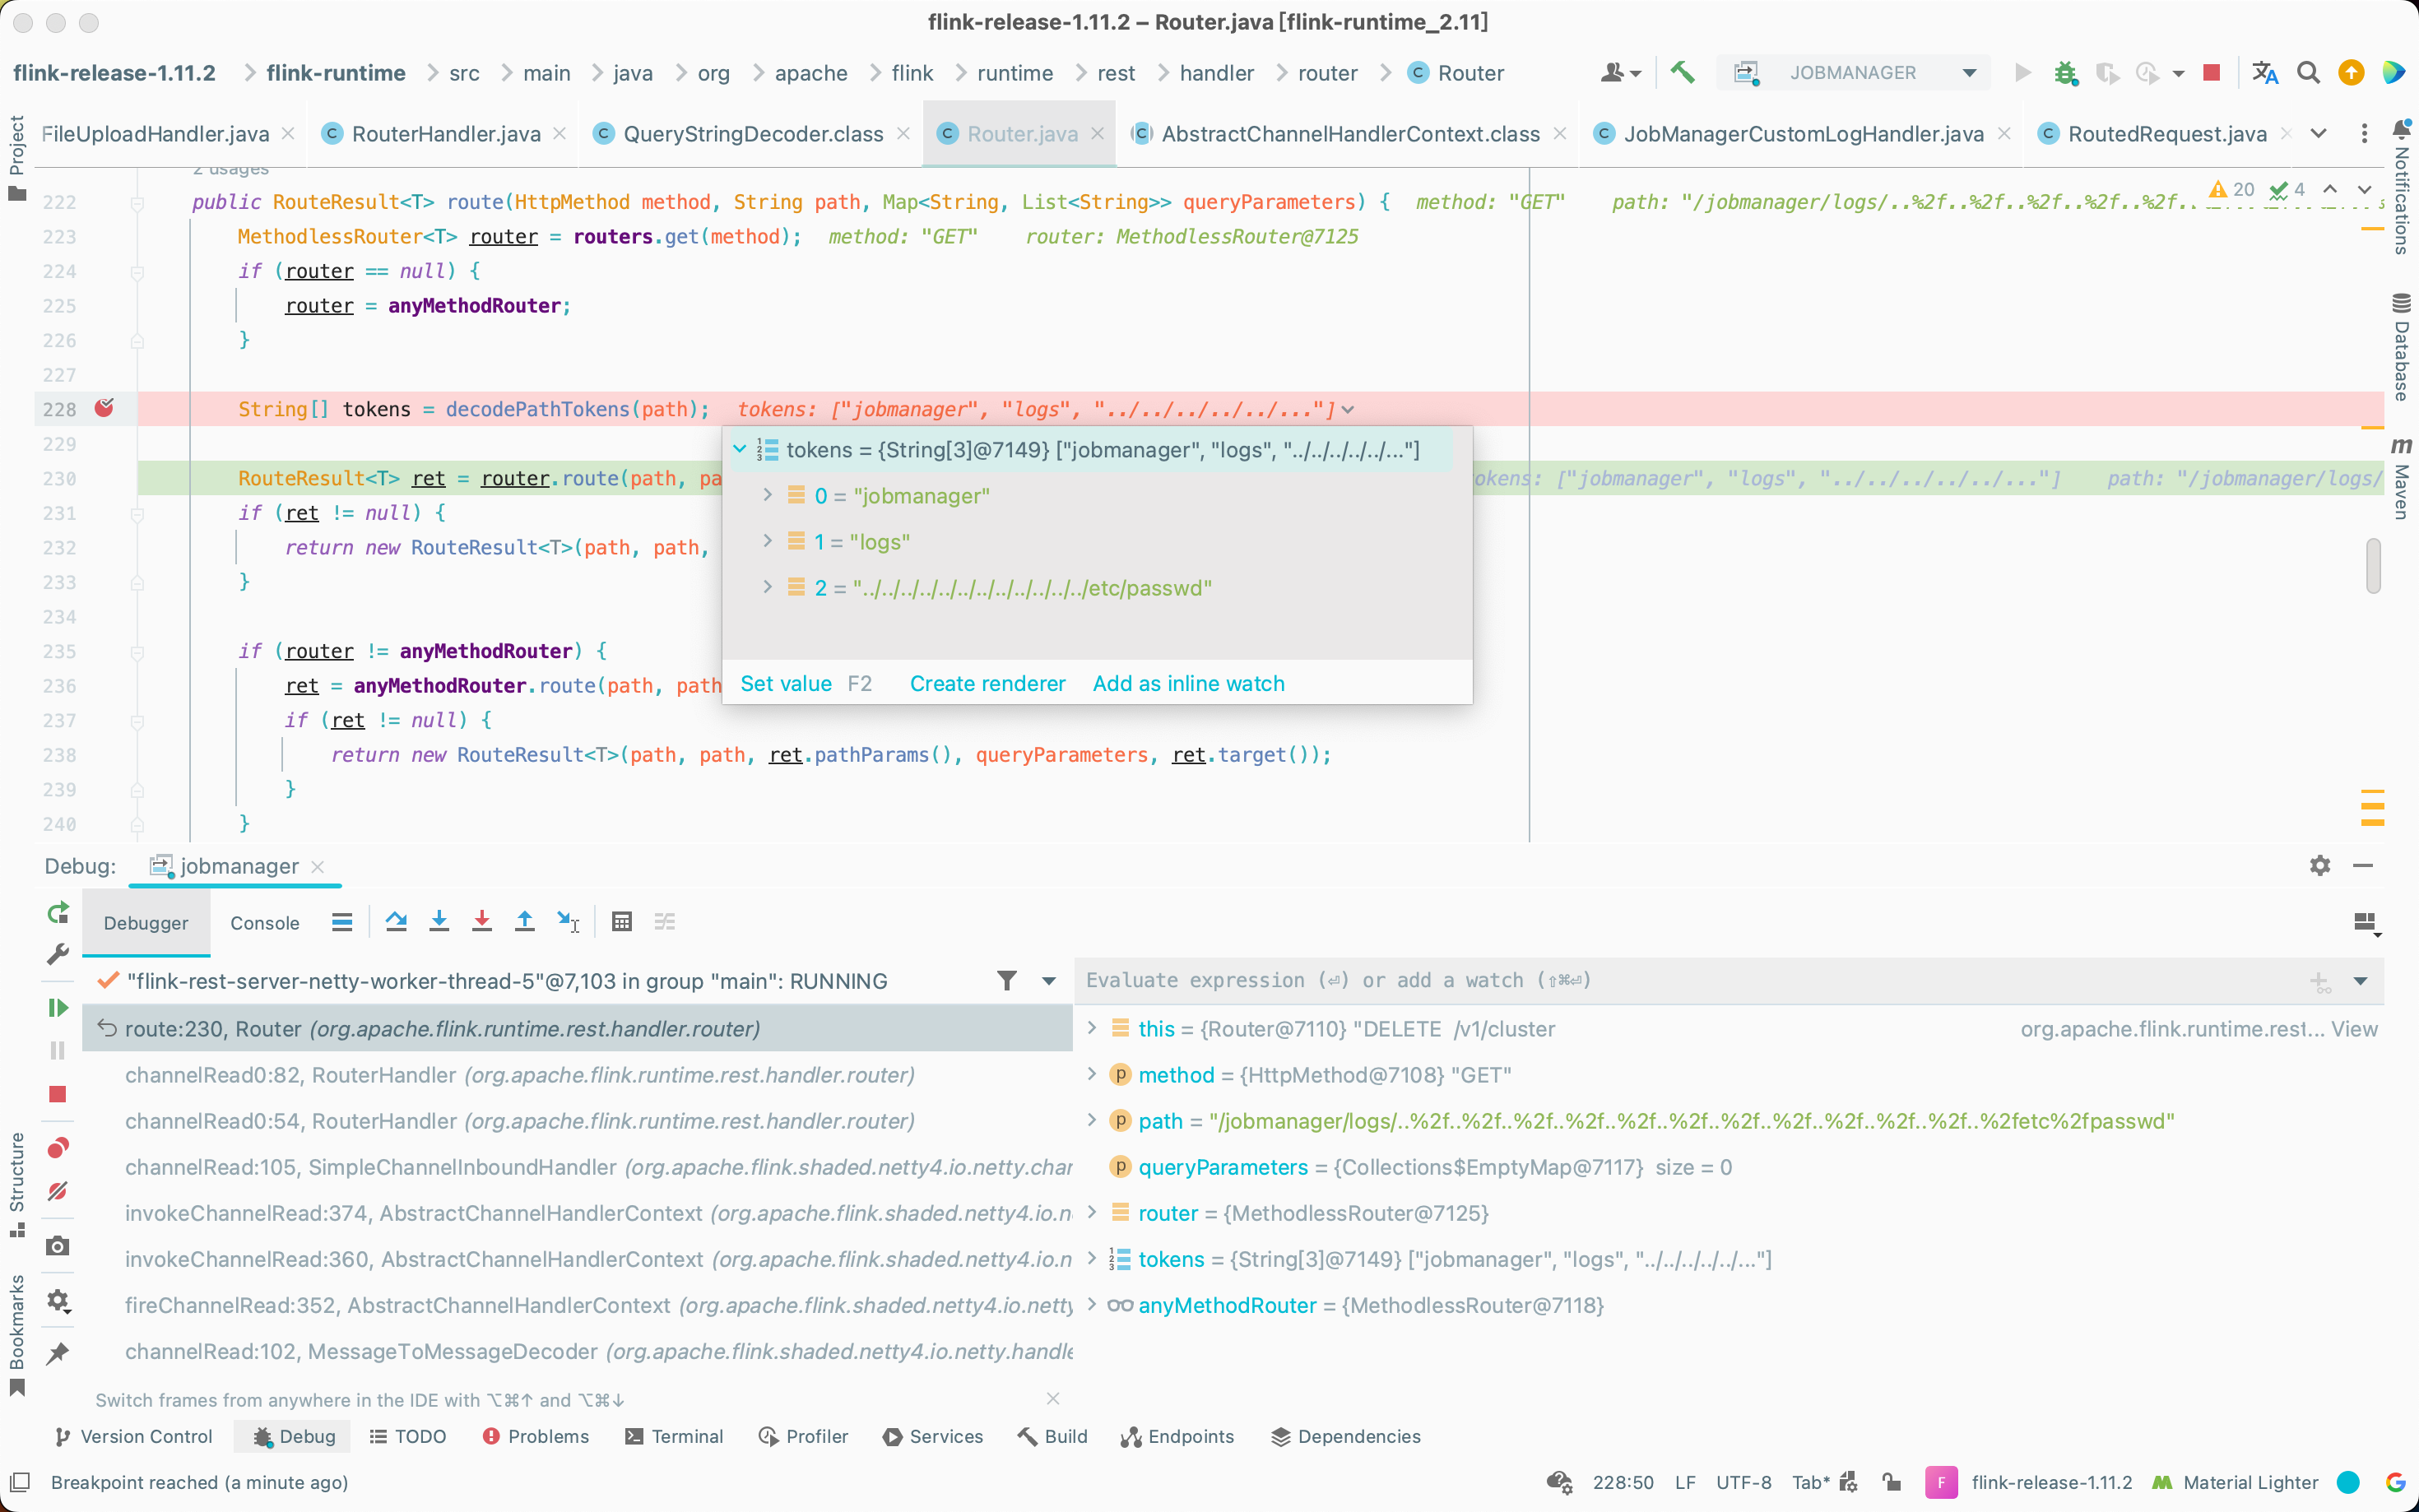 flink-release-1.11.2 – Router.java [flink-runtime_2.11]
flink-release-1.11.2 flink-runtime src main java org apache flink runtime rest handler router Router JOBMANAGER
FileUploadHandler.java RouterHandler.java QueryStringDecoder.class Router.java AbstractChannelHandlerContext.class JobManagerCustomLogHandler.java RoutedRequest.java
Project
Notifications
Database
Maven
Structure
Bookmarks
2 usages
20 4
222 public RouteResult<T> route(HttpMethod method, String path, Map<String, List<String>> queryParameters) { method: "GET" path: "/jobmanager/logs/..%2f..%2f..%2f..%2f..%2f..
223 MethodlessRouter<T> router = routers.get(method); method: "GET" router: MethodlessRouter@7125
224 if (router == null) {
225 router = anyMethodRouter;
226 }
227
228 String[] tokens = decodePathTokens(path); tokens: ["jobmanager", "logs", "../../../../../..."]
229
230 RouteResult<T> ret = router.route(path, pa okens: ["jobmanager", "logs", "../../../../../..."] path: "/jobmanager/logs/
231 if (ret != null) {
232 return new RouteResult<T>(path, path,
233 }
234
235 if (router != anyMethodRouter) {
236 ret = anyMethodRouter.route(path, path
237 if (ret != null) {
238 return new RouteResult<T>(path, path, ret.pathParams(), queryParameters, ret.target());
239 }
240 }
tokens = {String[3]@7149} ["jobmanager", "logs", "../../../../../..."]
0 = "jobmanager"
1 = "logs"
2 = "../../../../../../../../../../../../etc/passwd"
Set value F2 Create renderer Add as inline watch
Debug: jobmanager
Debugger Console
"flink-rest-server-netty-worker-thread-5"@7,103 in group "main": RUNNING
route:230, Router (org.apache.flink.runtime.rest.handler.router)
channelRead0:82, RouterHandler (org.apache.flink.runtime.rest.handler.router)
channelRead0:54, RouterHandler (org.apache.flink.runtime.rest.handler.router)
channelRead:105, SimpleChannelInboundHandler (org.apache.flink.shaded.netty4.io.netty.char
invokeChannelRead:374, AbstractChannelHandlerContext (org.apache.flink.shaded.netty4.io.n
invokeChannelRead:360, AbstractChannelHandlerContext (org.apache.flink.shaded.netty4.io.n
fireChannelRead:352, AbstractChannelHandlerContext (org.apache.flink.shaded.netty4.io.netty
channelRead:102, MessageToMessageDecoder (org.apache.flink.shaded.netty4.io.netty.handle
Switch frames from anywhere in the IDE with ⌥⌘↑ and ⌥⌘↓
Evaluate expression (⏎) or add a watch (⇧⌘⏎)
this = {Router@7110} "DELETE /v1/cluster org.apache.flink.runtime.rest... View
method = {HttpMethod@7108} "GET"
path = "/jobmanager/logs/..%2f..%2f..%2f..%2f..%2f..%2f..%2f..%2f..%2f..%2f..%2f..%2fetc%2fpasswd"
queryParameters = {Collections$EmptyMap@7117} size = 0
router = {MethodlessRouter@7125}
tokens = {String[3]@7149} ["jobmanager", "logs", "../../../../../..."]
anyMethodRouter = {MethodlessRouter@7118}
Version Control Debug TODO Problems Terminal Profiler Services Build Endpoints Dependencies
Breakpoint reached (a minute ago) 228:50 LF UTF-8 Tab* F flink-release-1.11.2 Material Lighter